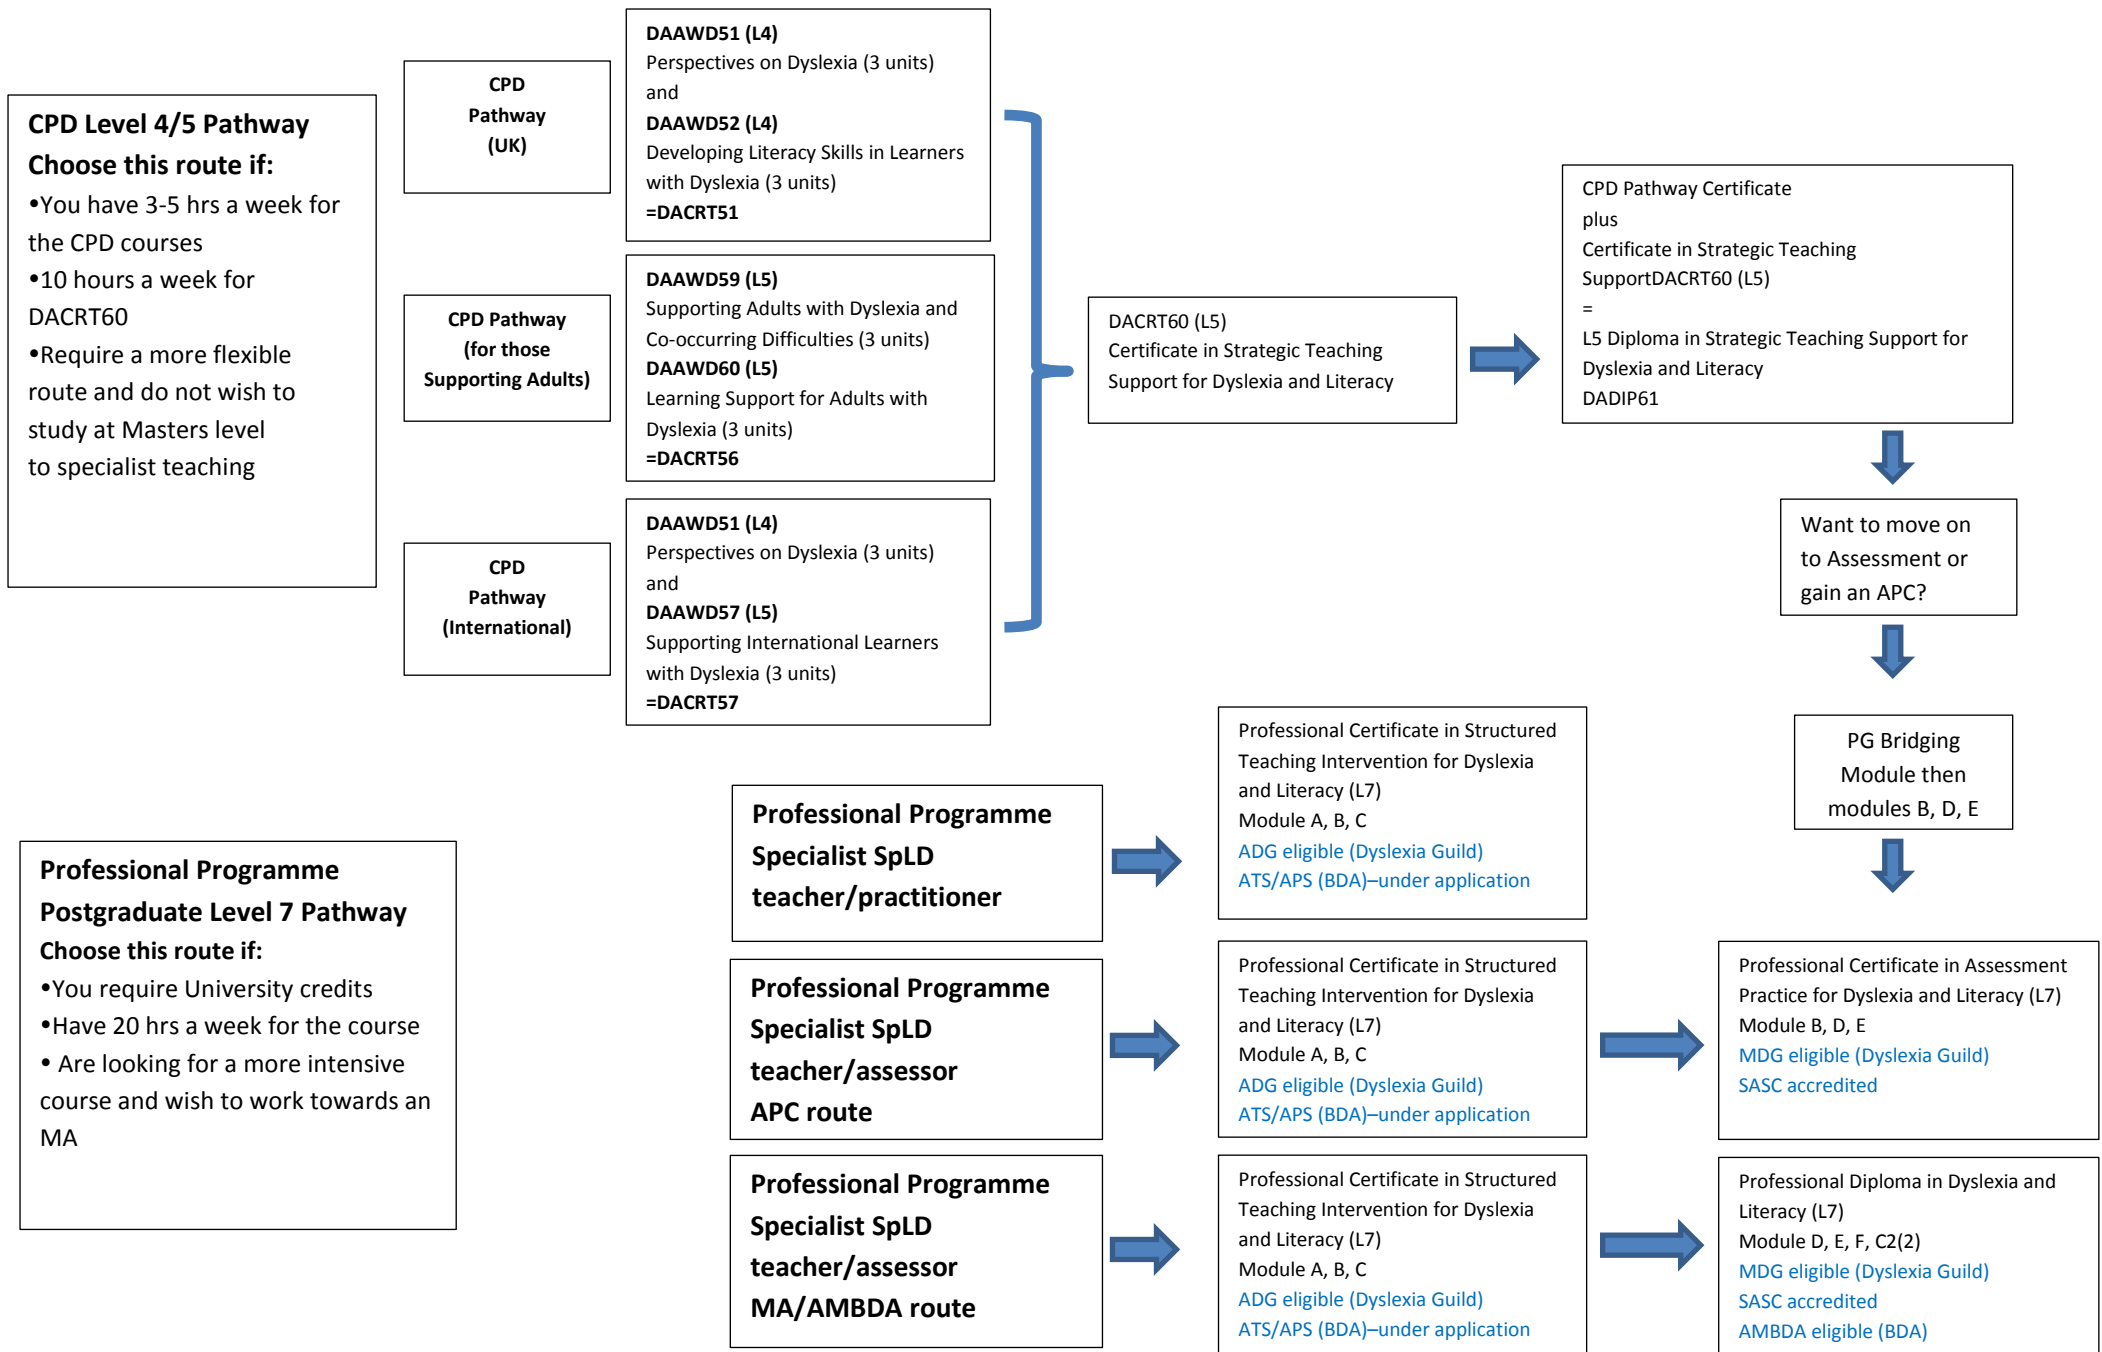 CPD Level 4/5 Pathway
Choose this route if:
•You have 3-5 hrs a week for
the CPD courses
•10 hours a week for
DACRT60
•Require a more flexible
route and do not wish to
study at Masters level
to specialist teaching
CPD
Pathway
(UK)
DAAWD51 (L4)
Perspectives on Dyslexia (3 units)
and
DAAWD52 (L4)
Developing Literacy Skills in Learners
with Dyslexia (3 units)
=DACRT51
CPD Pathway
(for those
Supporting Adults)
DAAWD59 (L5)
Supporting Adults with Dyslexia and
Co-occurring Difficulties (3 units)
DAAWD60 (L5)
Learning Support for Adults with
Dyslexia (3 units)
=DACRT56
CPD
Pathway
(International)
DAAWD51 (L4)
Perspectives on Dyslexia (3 units)
and
DAAWD57 (L5)
Supporting International Learners
with Dyslexia (3 units)
=DACRT57
DACRT60 (L5)
Certificate in Strategic Teaching
Support for Dyslexia and Literacy
CPD Pathway Certificate
plus
Certificate in Strategic Teaching
SupportDACRT60 (L5)
=
L5 Diploma in Strategic Teaching Support for
Dyslexia and Literacy
DADIP61
Want to move on
to Assessment or
gain an APC?
PG Bridging
Module then
modules B, D, E
Professional Programme
Postgraduate Level 7 Pathway
Choose this route if:
•You require University credits
•Have 20 hrs a week for the course
• Are looking for a more intensive
course and wish to work towards an
MA
Professional Programme
Specialist SpLD
teacher/practitioner
Professional Certificate in Structured
Teaching Intervention for Dyslexia
and Literacy (L7)
Module A, B, C
ADG eligible (Dyslexia Guild)
ATS/APS (BDA)–under application
Professional Programme
Specialist SpLD
teacher/assessor
APC route
Professional Certificate in Structured
Teaching Intervention for Dyslexia
and Literacy (L7)
Module A, B, C
ADG eligible (Dyslexia Guild)
ATS/APS (BDA)–under application
Professional Certificate in Assessment
Practice for Dyslexia and Literacy (L7)
Module B, D, E
MDG eligible (Dyslexia Guild)
SASC accredited
Professional Programme
Specialist SpLD
teacher/assessor
MA/AMBDA route
Professional Certificate in Structured
Teaching Intervention for Dyslexia
and Literacy (L7)
Module A, B, C
ADG eligible (Dyslexia Guild)
ATS/APS (BDA)–under application
Professional Diploma in Dyslexia and
Literacy (L7)
Module D, E, F, C2(2)
MDG eligible (Dyslexia Guild)
SASC accredited
AMBDA eligible (BDA)